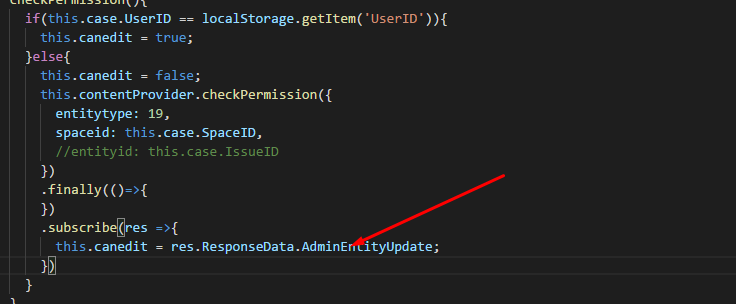 checkPermission(){
if(this.case.UserID == localStorage.getItem('UserID')){
this.canedit = true;
}else{
this.canedit = false;
this.contentProvider.checkPermission({
entitytype: 19,
spaceid: this.case.SpaceID,
//entityid: this.case.IssueID
})
.finally(()=>{
})
.subscribe(res =>{
this.canedit = res.ResponseData.AdminEntityUpdate;
})
}
}